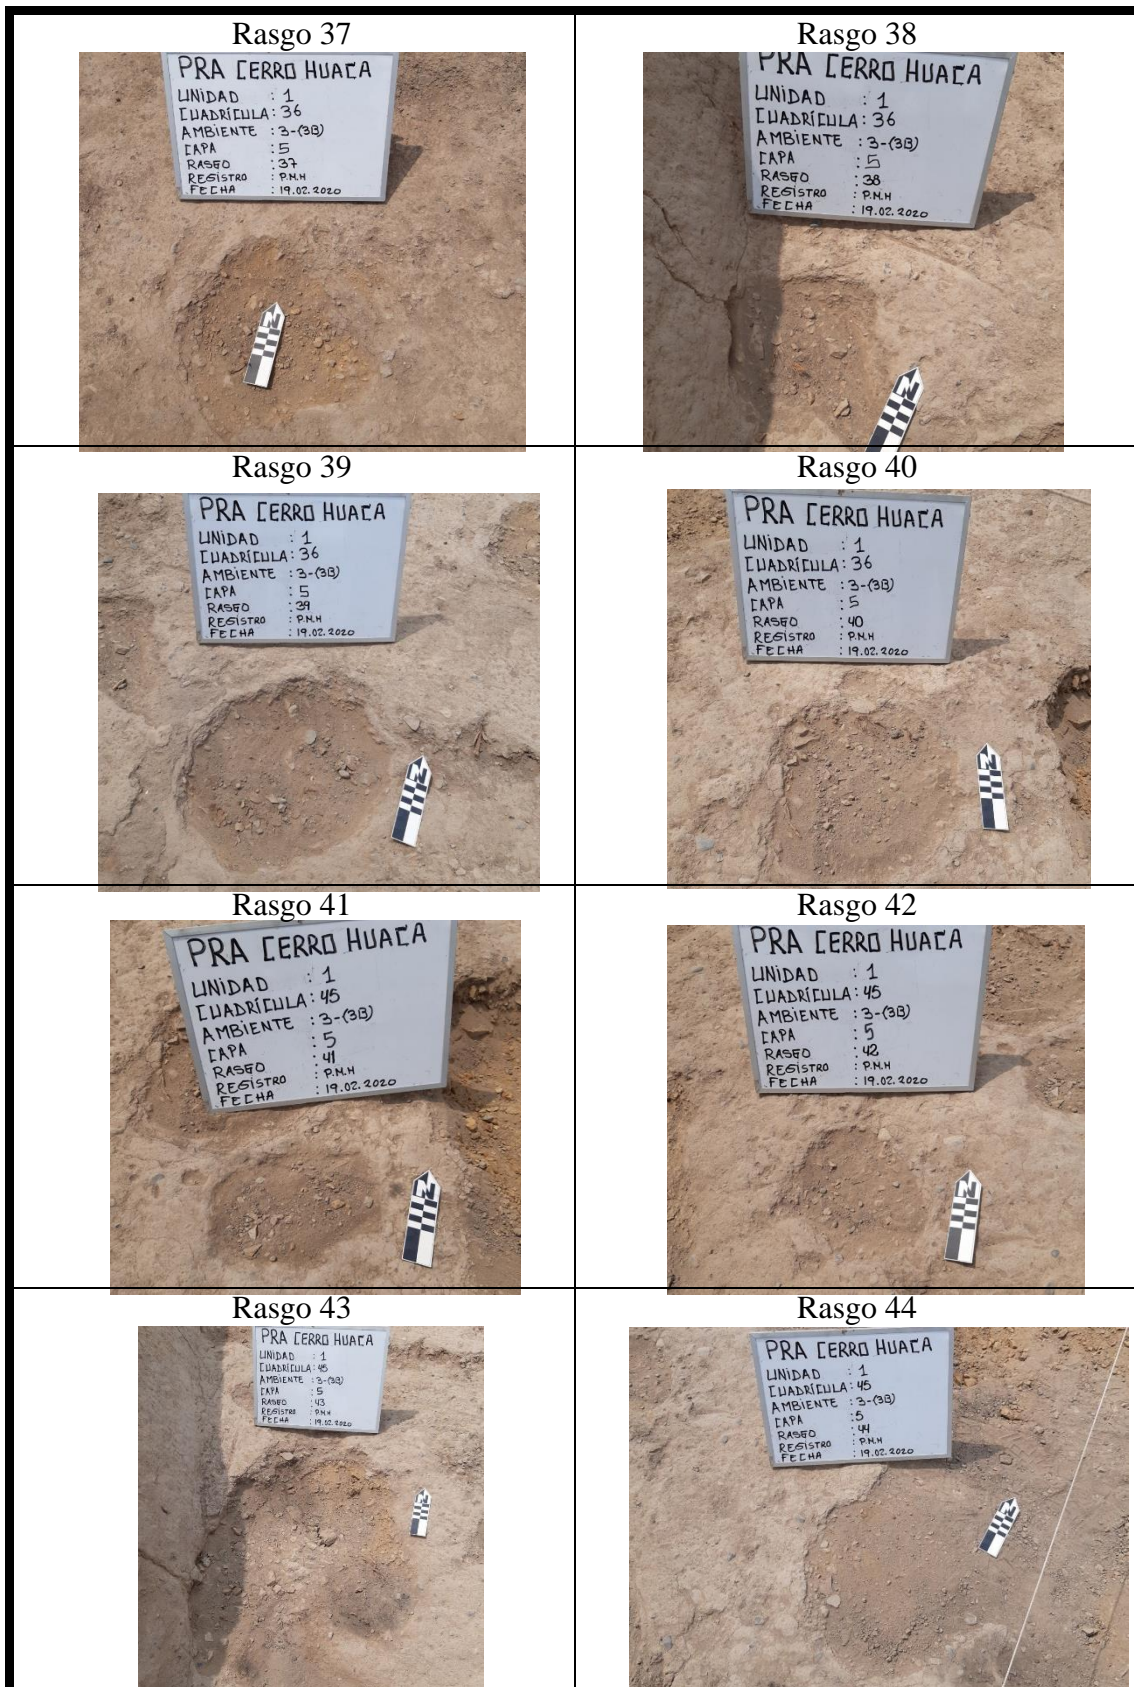 Rasgo 37
PRA CERRO HUACA
UNIDAD : 1
CUADRÍCULA : 36
AMBIENTE : 3-(3B)
CAPA : 5
RASGO : 37
REGISTRO : P.M.H
FECHA : 19.02.2020
Rasgo 38
PRA CERRO HUACA
UNIDAD : 1
CUADRÍCULA : 36
AMBIENTE : 3-(3B)
CAPA : 5
RASGO : 38
REGISTRO : P.M.H
FECHA : 19.02.2020
N
Rasgo 39
PRA CERRO HUACA
UNIDAD : 1
CUADRÍCULA : 36
AMBIENTE : 3-(3B)
CAPA : 5
RASGO : 39
REGISTRO : P.M.H
FECHA : 19.02.2020
N
Rasgo 40
PRA CERRO HUACA
UNIDAD : 1
CUADRÍCULA : 36
AMBIENTE : 3-(3B)
CAPA : 5
RASGO : 40
REGISTRO : P.M.H
FECHA : 19.02.2020
N
Rasgo 41
PRA CERRO HUACA
UNIDAD : 1
CUADRÍCULA : 45
AMBIENTE : 3-(3B)
CAPA : 5
RASGO : 41
REGISTRO : P.M.H
FECHA : 19.02.2020
N
Rasgo 42
PRA CERRO HUACA
UNIDAD : 1
CUADRÍCULA : 45
AMBIENTE : 3-(3B)
CAPA : 5
RASGO : 42
REGISTRO : P.M.H
FECHA : 19.02.2020
N
Rasgo 43
PRA CERRO HUACA
UNIDAD : 1
CUADRÍCULA : 45
AMBIENTE : 3-(3B)
CAPA : 5
RASGO : 43
REGISTRO : P.M.H
FECHA : 19.02.2020
N
Rasgo 44
PRA CERRO HUACA
UNIDAD : 1
CUADRÍCULA : 45
AMBIENTE : 3-(3B)
CAPA : 5
RASGO : 44
REGISTRO : P.M.H
FECHA : 19.02.2020
N